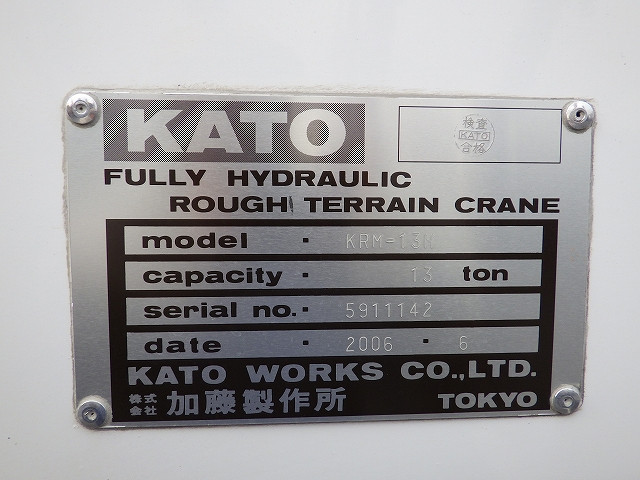 KATO
検査
KATO
合格
FULLY HYDRAULIC
ROUGH TERRAIN CRANE
model · KRM-13H
capacity · 13 ton
serial no. · 5911142
date · 2006 · 6
KATO WORKS CO.,LTD.
株式会社 加藤製作所 TOKYO